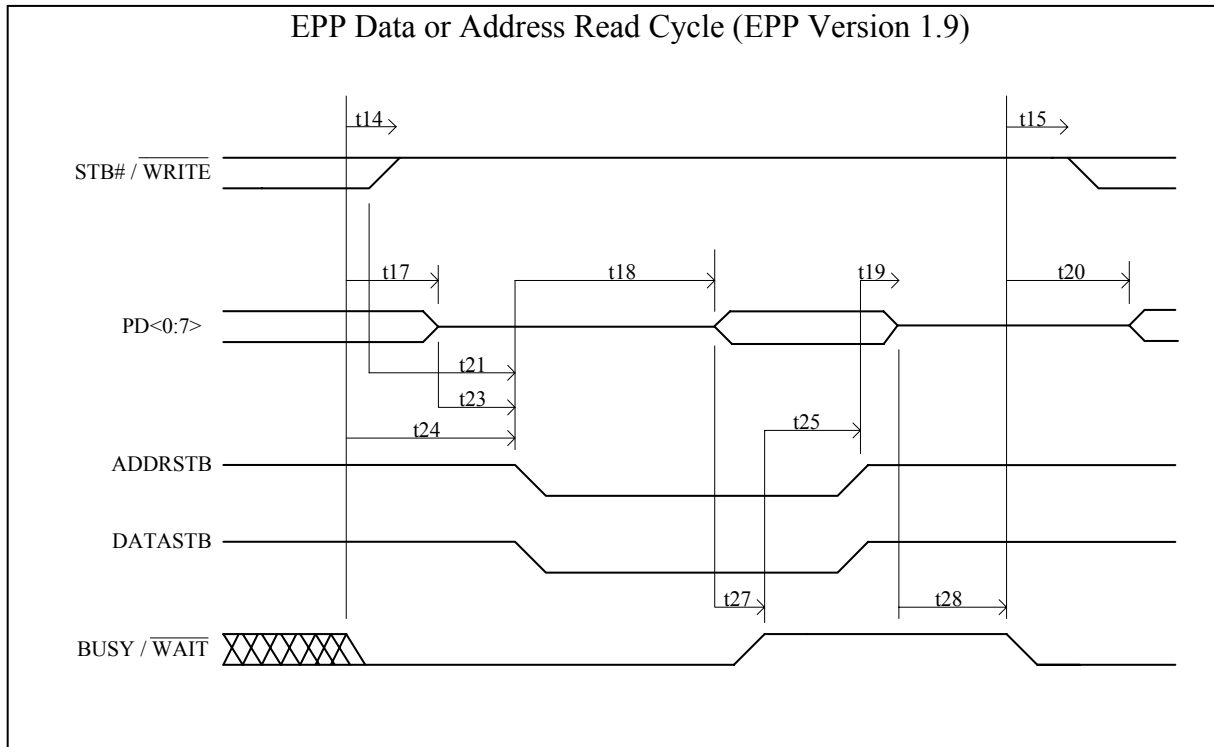 EPP Data or Address Read Cycle (EPP Version 1.9)
t14
t15
STB# / WRITE
t17
t18
t19
t20
PD<0:7>
t21
t23
t25
t24
ADDRSTB
DATASTB
t27
t28
BUSY / WAIT